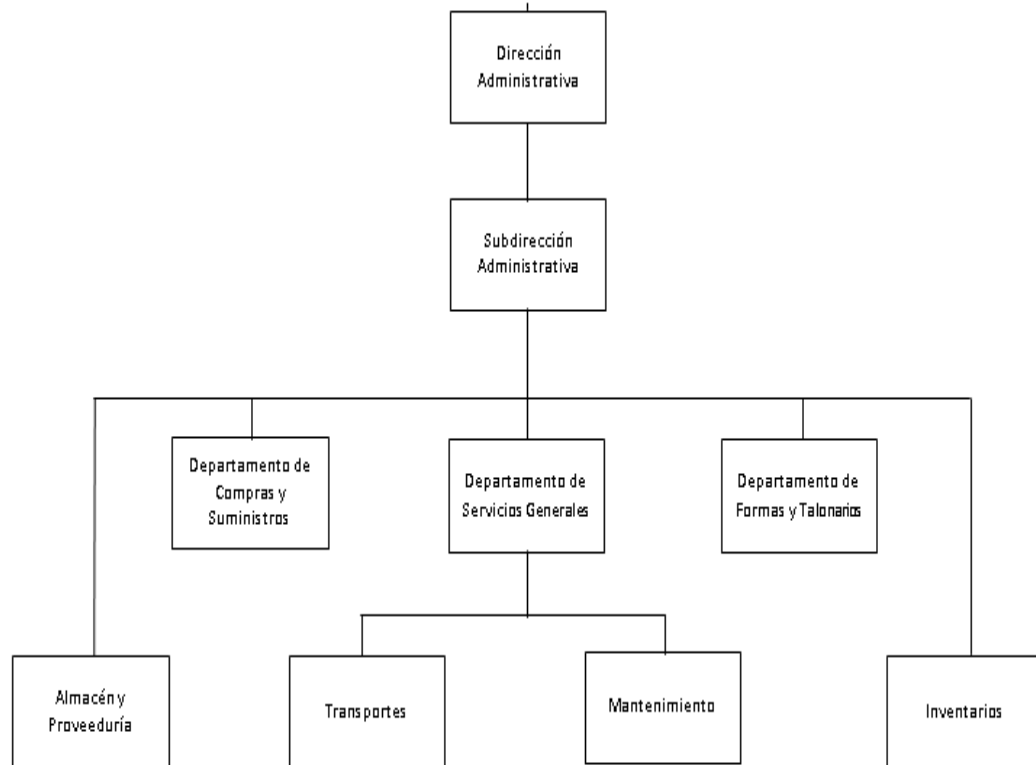 Dirección
Administrativa
Subdirección
Administrativa
Departamento de
Compras y
Suministros
Departamento de
Servicios Generales
Departamento de
Formas y Talonarios
Almacén y
Proveeduría
Transportes
Mantenimiento
Inventarios